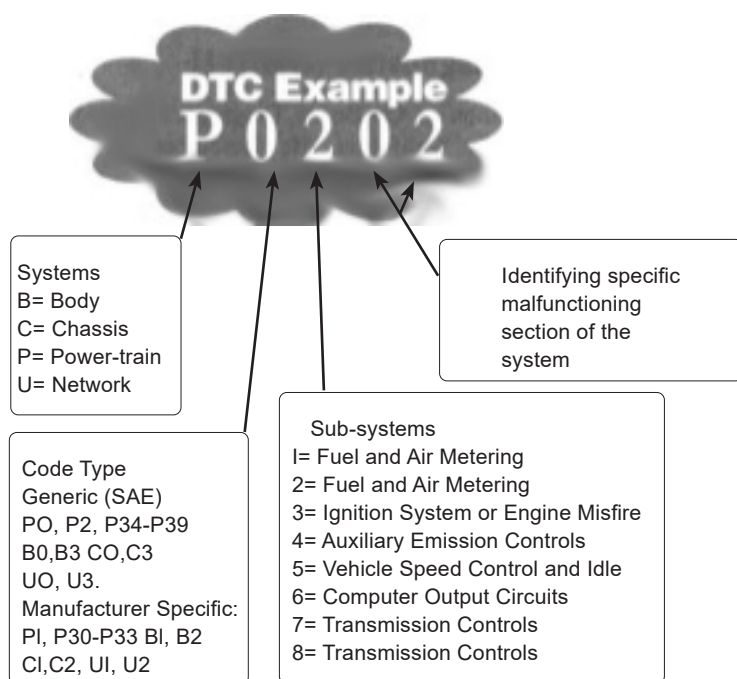 DTC Example
P 0 2 0 2
Systems
B= Body
C= Chassis
P= Power-train
U= Network
Identifying specific
malfunctioning
section of the
system
Code Type
Generic (SAE)
PO, P2, P34-P39
B0,B3 CO,C3
UO, U3.
Manufacturer Specific:
PI, P30-P33 BI, B2
CI,C2, UI, U2
Sub-systems
I= Fuel and Air Metering
2= Fuel and Air Metering
3= Ignition System or Engine Misfire
4= Auxiliary Emission Controls
5= Vehicle Speed Control and Idle
6= Computer Output Circuits
7= Transmission Controls
8= Transmission Controls